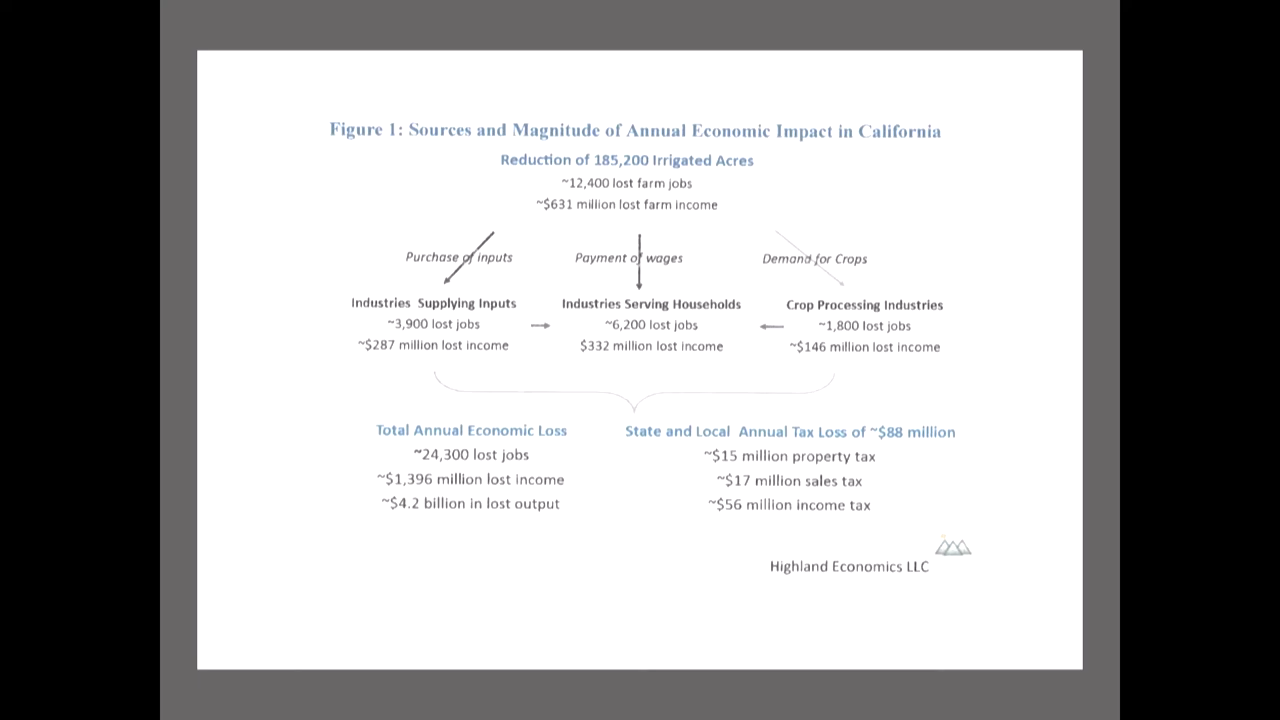 Figure 1: Sources and Magnitude of Annual Economic Impact in California
Reduction of 185,200 Irrigated Acres
~12,400 lost farm jobs
~$631 million lost farm income
Purchase of inputs
Payment of wages
Demand for Crops
Industries Supplying Inputs
~3,900 lost jobs
~$287 million lost income
Industries Serving Households
~6,200 lost jobs
$332 million lost income
Crop Processing Industries
~1,800 lost jobs
~$146 million lost income
Total Annual Economic Loss
~24,300 lost jobs
~$1,396 million lost income
~$4.2 billion in lost output
State and Local Annual Tax Loss of ~$88 million
~$15 million property tax
~$17 million sales tax
~$56 million income tax
Highland Economics LLC